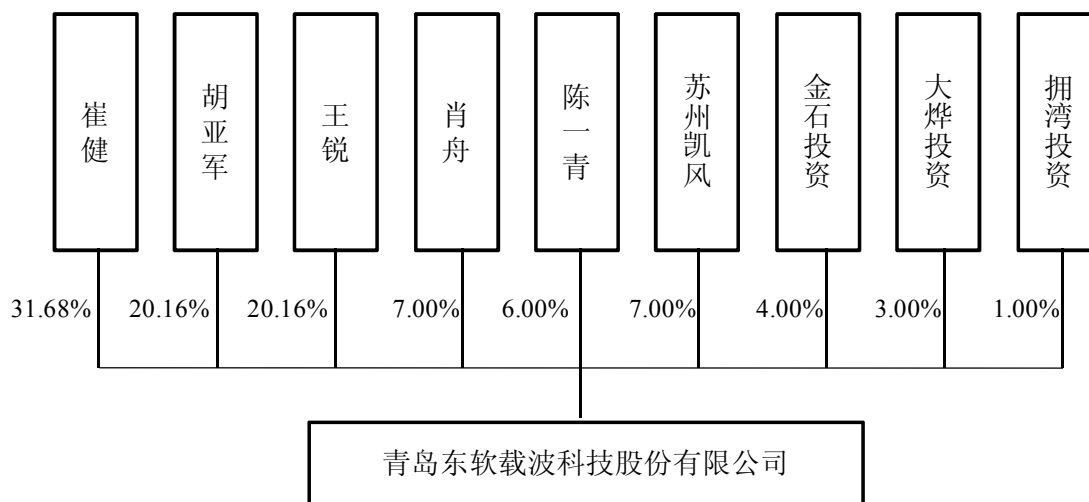 崔健
胡亚军
王锐
肖舟
陈一青
苏州凯风
金石投资
大烨投资
拥湾投资
31.68%
20.16%
20.16%
7.00%
6.00%
7.00%
4.00%
3.00%
1.00%
青岛东软载波科技股份有限公司